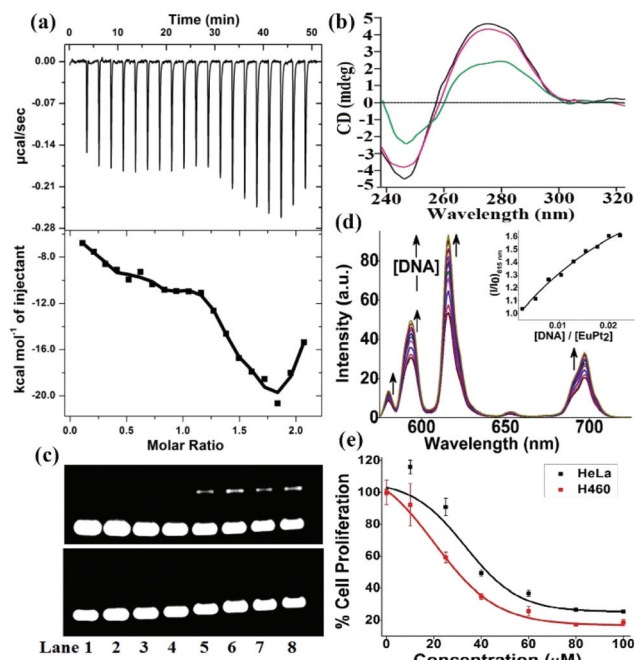 (a)
Time (min)
0 10 20 30 40 50
0.00
-0.07
-0.14
-0.21
-0.28
µcal/sec
-8.0
-12.0
-16.0
-20.0
kcal mol-1 of injectant
0.0 0.5 1.0 1.5 2.0
Molar Ratio
(b)
4
3
2
1
0
-1
-2
-3
-4
-5
CD (mdeg)
240 260 280 300 320
Wavelength (nm)
(c)
Lane 1 2 3 4 5 6 7 8
(d)
[DNA]
80
60
40
20
0
Intensity (a.u.)
600 650 700
Wavelength (nm)
1.6
1.5
1.4
1.3
1.2
1.1
1.0
(I/I0)615 nm
0.01 0.02
[DNA] / [EuPt2]
(e)
HeLa
H460
120
100
80
60
40
20
% Cell Proliferation
0 20 40 60 80 100
Concentration (µM)